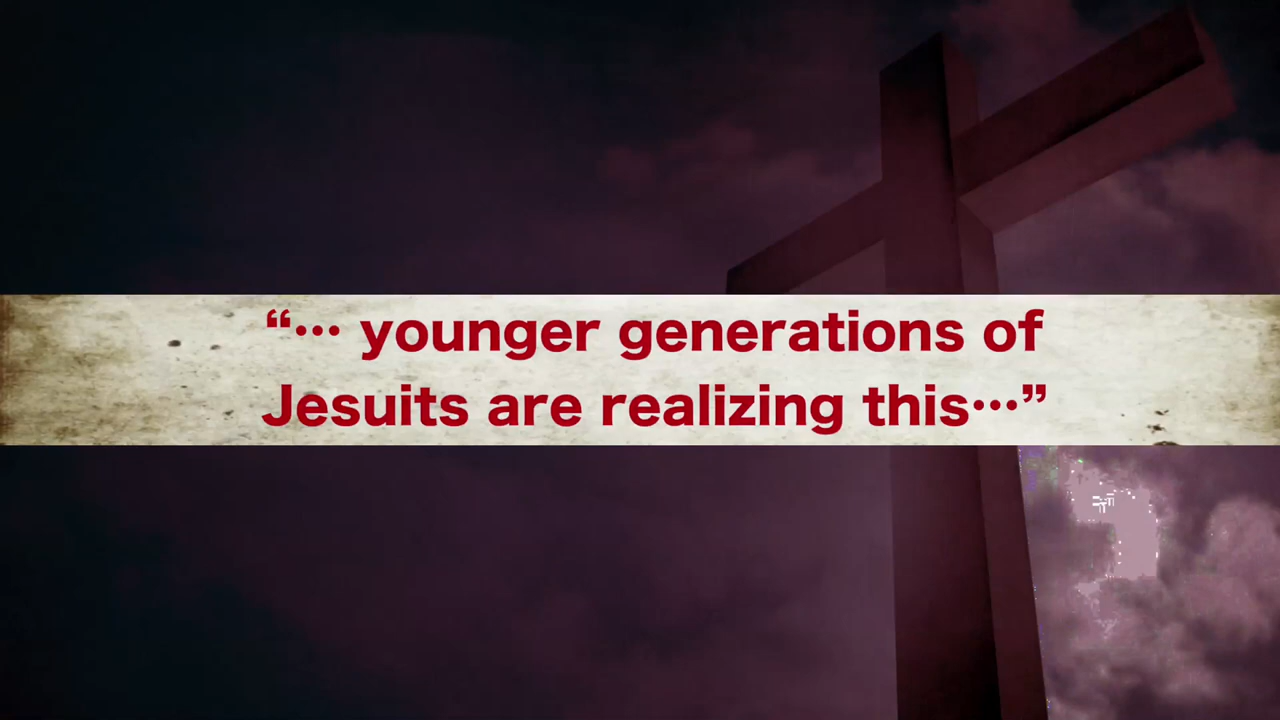 “··· younger generations of
Jesuits are realizing this···”